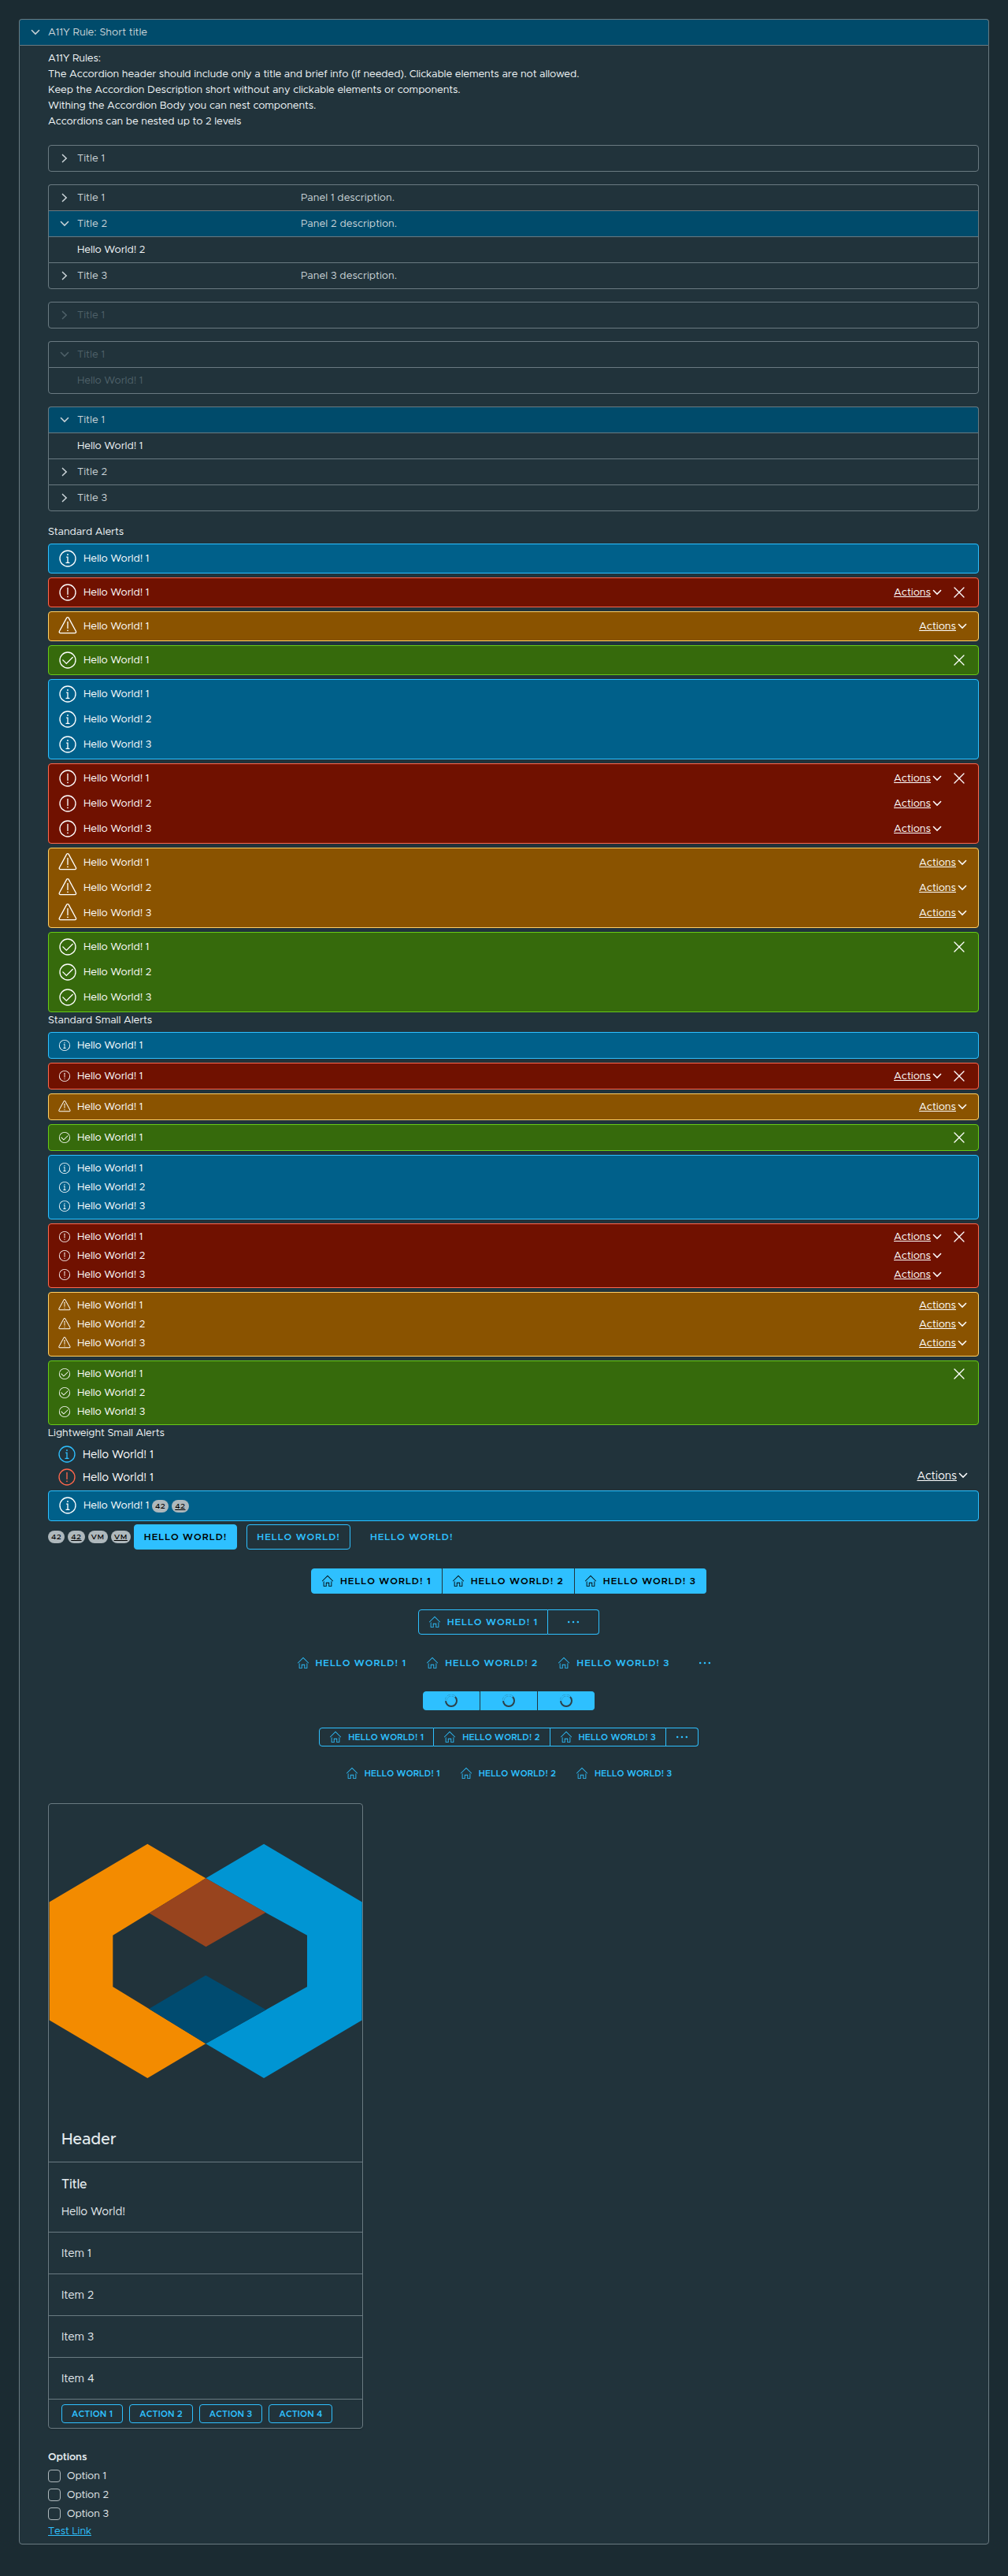 A11Y Rule: Short title
A11Y Rules:
The Accordion header should include only a title and brief info (if needed). Clickable elements are not allowed.
Keep the Accordion Description short without any clickable elements or components.
Withing the Accordion Body you can nest components.
Accordions can be nested up to 2 levels
Title 1
Title 1 Panel 1 description.
Title 2 Panel 2 description.
Hello World! 2
Title 3 Panel 3 description.
Title 1
Title 1
Hello World! 1
Title 1
Hello World! 1
Title 2
Title 3
Standard Alerts
Hello World! 1
Hello World! 1 Actions
Hello World! 1 Actions
Hello World! 1
Hello World! 1
Hello World! 2
Hello World! 3
Hello World! 1 Actions
Hello World! 2 Actions
Hello World! 3 Actions
Hello World! 1 Actions
Hello World! 2 Actions
Hello World! 3 Actions
Hello World! 1
Hello World! 2
Hello World! 3
Standard Small Alerts
Hello World! 1
Hello World! 1 Actions
Hello World! 1 Actions
Hello World! 1
Hello World! 1
Hello World! 2
Hello World! 3
Hello World! 1 Actions
Hello World! 2 Actions
Hello World! 3 Actions
Hello World! 1 Actions
Hello World! 2 Actions
Hello World! 3 Actions
Hello World! 1
Hello World! 2
Hello World! 3
Lightweight Small Alerts
Hello World! 1
Hello World! 1 Actions
Hello World! 1 42 42
42 42 VM VM HELLO WORLD! HELLO WORLD! HELLO WORLD!
HELLO WORLD! 1 HELLO WORLD! 2 HELLO WORLD! 3
HELLO WORLD! 1 ...
HELLO WORLD! 1 HELLO WORLD! 2 HELLO WORLD! 3 ...
HELLO WORLD! 1 HELLO WORLD! 2 HELLO WORLD! 3 ...
HELLO WORLD! 1 HELLO WORLD! 2 HELLO WORLD! 3
Header
Title
Hello World!
Item 1
Item 2
Item 3
Item 4
ACTION 1 ACTION 2 ACTION 3 ACTION 4
Options
Option 1
Option 2
Option 3
Test Link